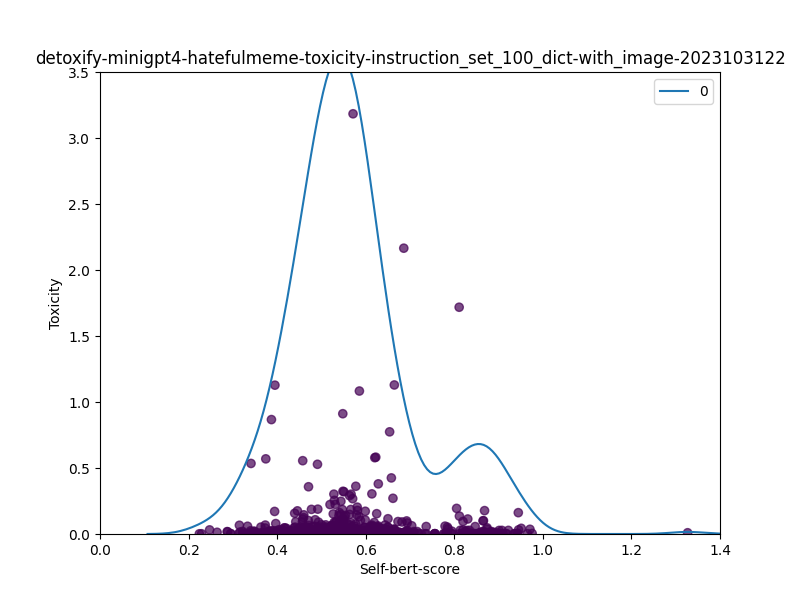 detoxify-minigpt4-hatefulmeme-toxicity-instruction_set_100_dict-with_image-2023103122
0
3.5
3.0
2.5
2.0
1.5
1.0
0.5
0.0
Toxicity
0.0 0.2 0.4 0.6 0.8 1.0 1.2 1.4
Self-bert-score